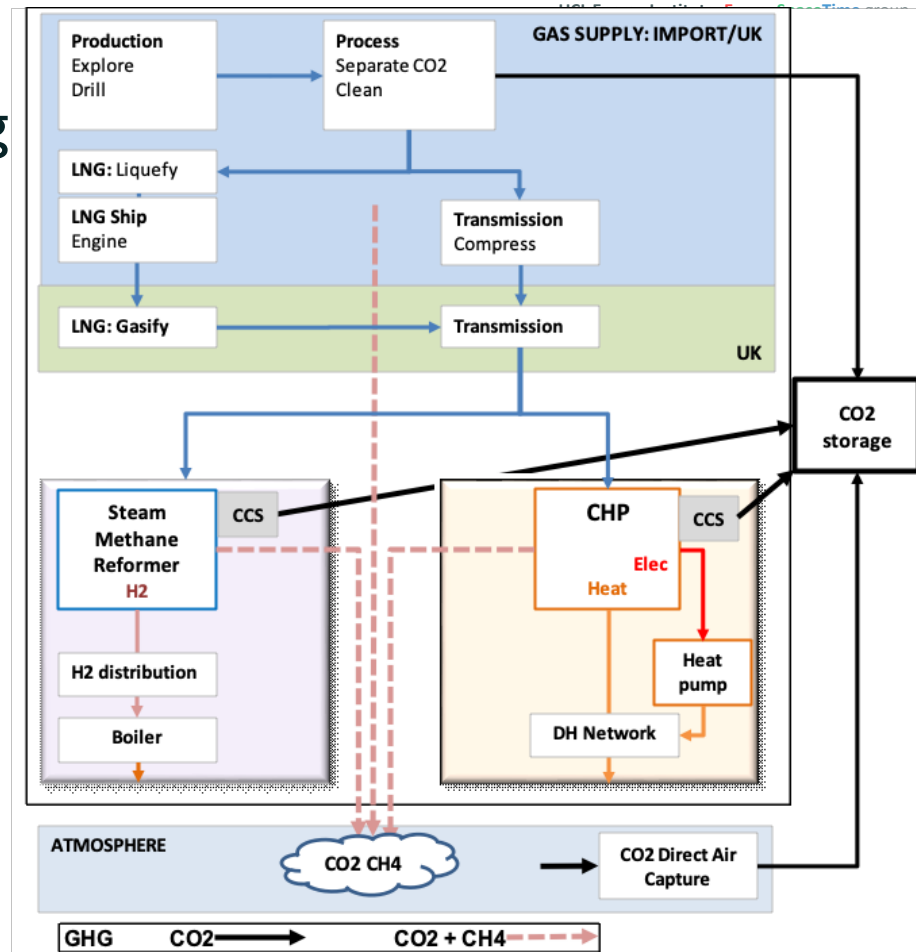 g
Production
Explore
Drill
Process
Separate CO2
Clean
GAS SUPPLY: IMPORT/UK
LNG: Liquefy
LNG Ship
Engine
Transmission
Compress
LNG: Gasify
Transmission
UK
CO2
storage
Steam
Methane
Reformer
H2
CCS
CHP
Elec
Heat
CCS
H2 distribution
Boiler
Heat
pump
DH Network
ATMOSPHERE
CO2 CH4
CO2 Direct Air
Capture
GHG CO2 CO2 + CH4